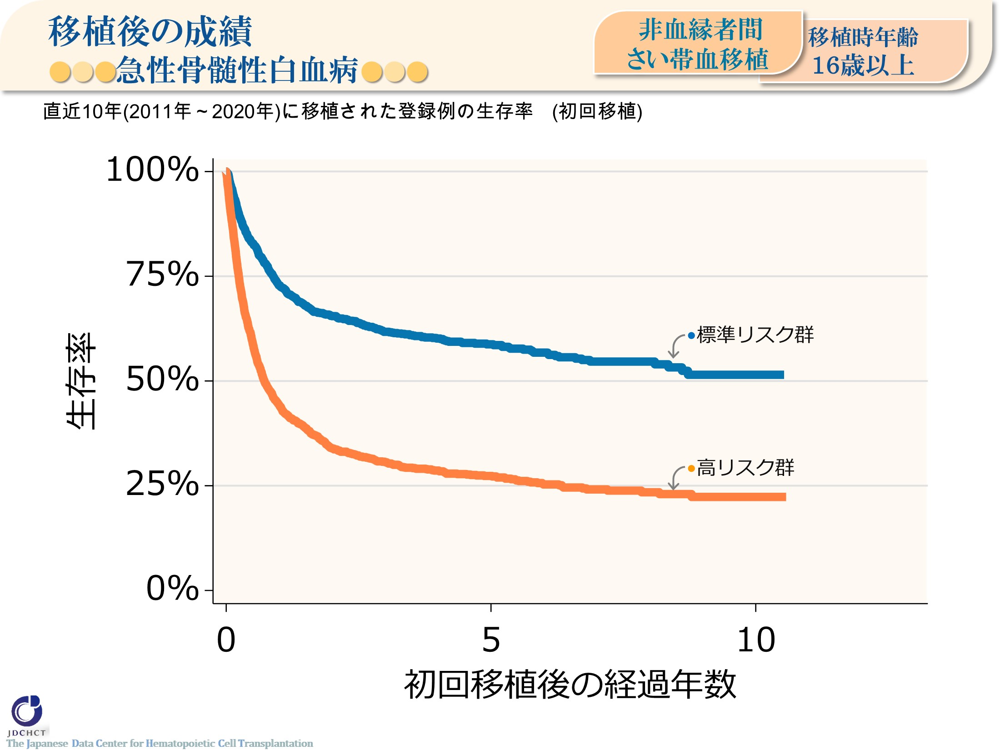 移植後の成績
急性骨髄性白血病
非血縁者間
さい帯血移植
移植時年齢
16歳以上
直近10年(2011年～2020年)に移植された登録例の生存率　(初回移植)
100%
75%
50%
25%
0%
生存率
標準リスク群
高リスク群
0 5 10
初回移植後の経過年数
JDCHCT
The Japanese Data Center for Hematopoietic Cell Transplantation